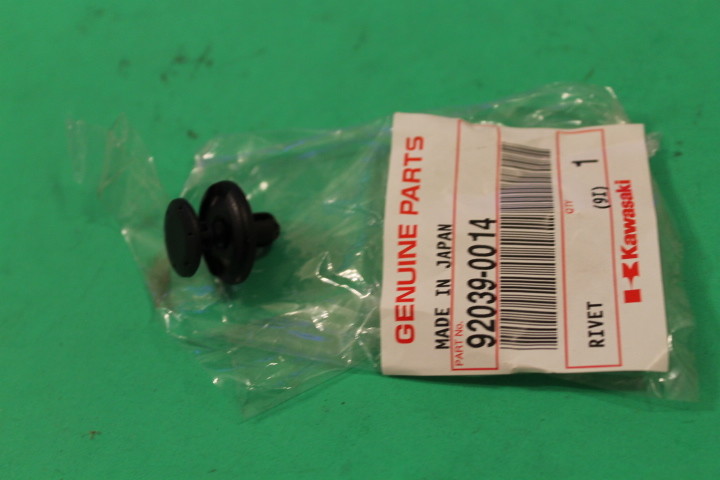 GENUINE PARTS
MADE IN JAPAN
PART No.
92039-0014
QTY
1
(9I)
RIVET
Kawasaki